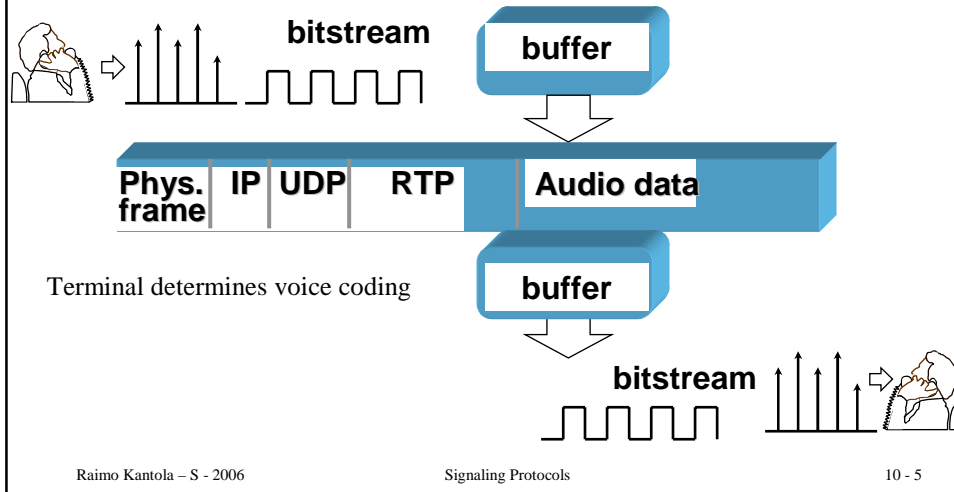 bitstream
buffer
Phys. frame
IP
UDP
RTP
Audio data
Terminal determines voice coding
buffer
bitstream
Raimo Kantola – S - 2006
Signaling Protocols
10 - 5